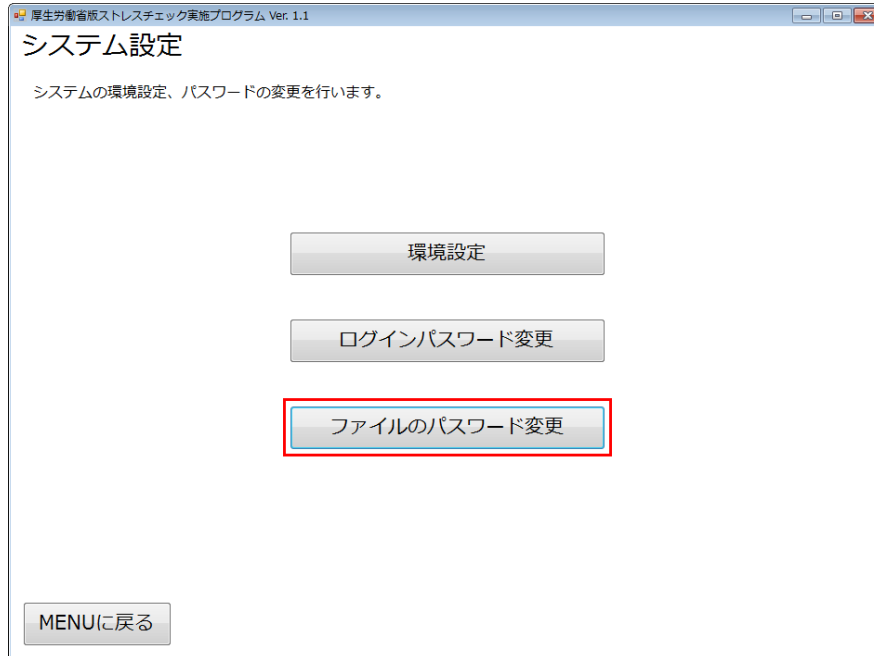 厚生労働省版ストレスチェック実施プログラム Ver. 1.1
システム設定
システムの環境設定、パスワードの変更を行います。
環境設定
ログインパスワード変更
ファイルのパスワード変更
MENUに戻る